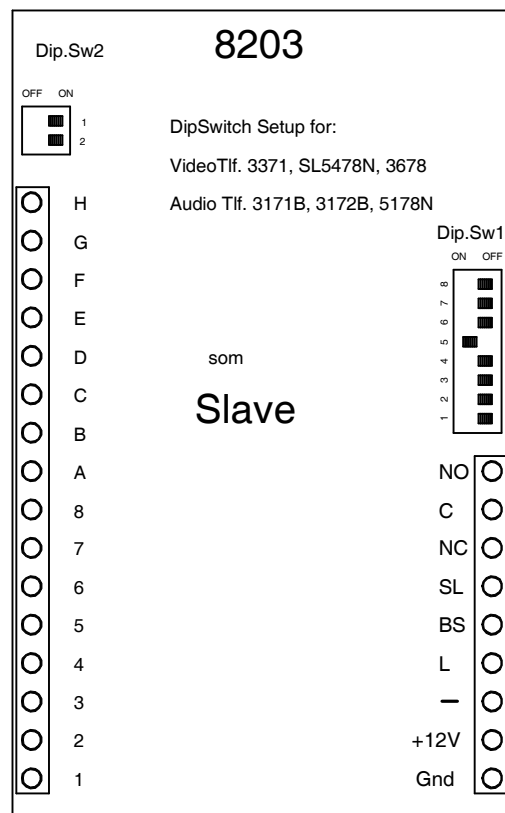 Dip.Sw2
8203
OFF ON
1
2
DipSwitch Setup for:
VideoTlf. 3371, SL5478N, 3678
Audio Tlf. 3171B, 3172B, 5178N
Dip.Sw1
ON OFF
8
7
6
5
4
3
2
1
som
Slave
H
G
F
E
D
C
B
A
8
7
6
5
4
3
2
1
NO
C
NC
SL
BS
L
–
+12V
Gnd